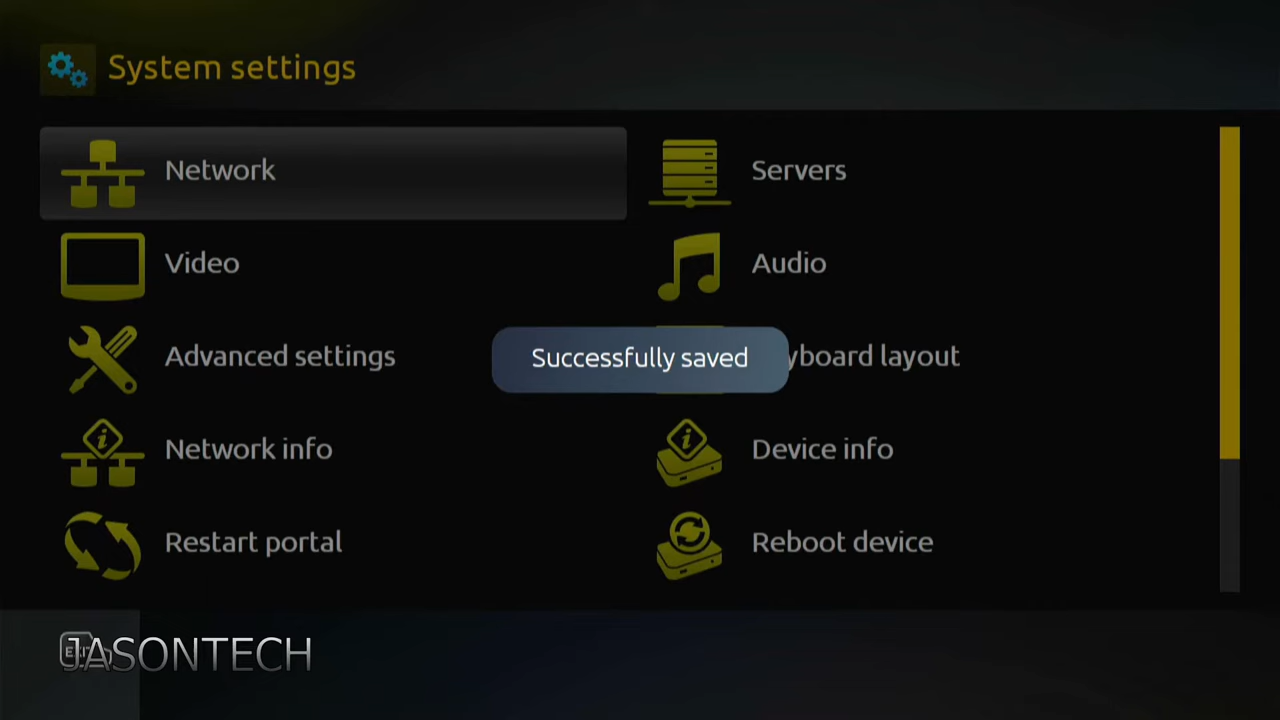 System settings
Network
Servers
Video
Audio
Advanced settings
Successfully saved
yboard layout
Network info
Device info
Restart portal
Reboot device
EXIT
JASONTECH